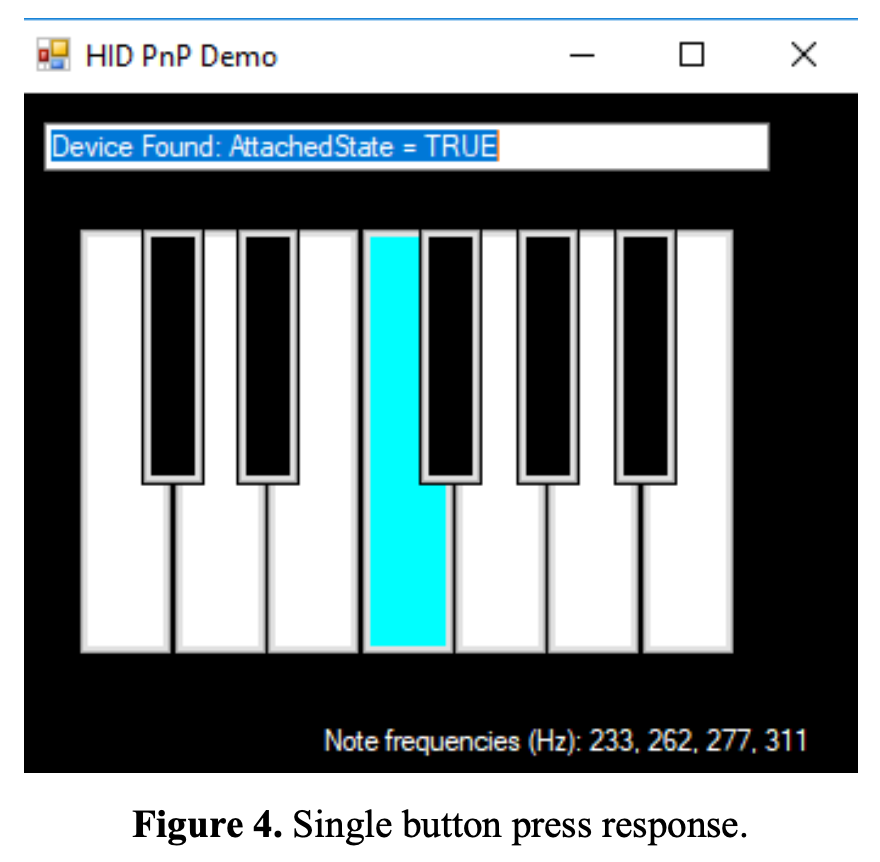 HID PnP Demo
Device Found: AttachedState = TRUE
Note frequencies (Hz): 233, 262, 277, 311
Figure 4. Single button press response.